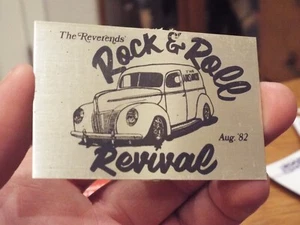 The Reverends'
Rock & Roll
Aug. '82
Revival